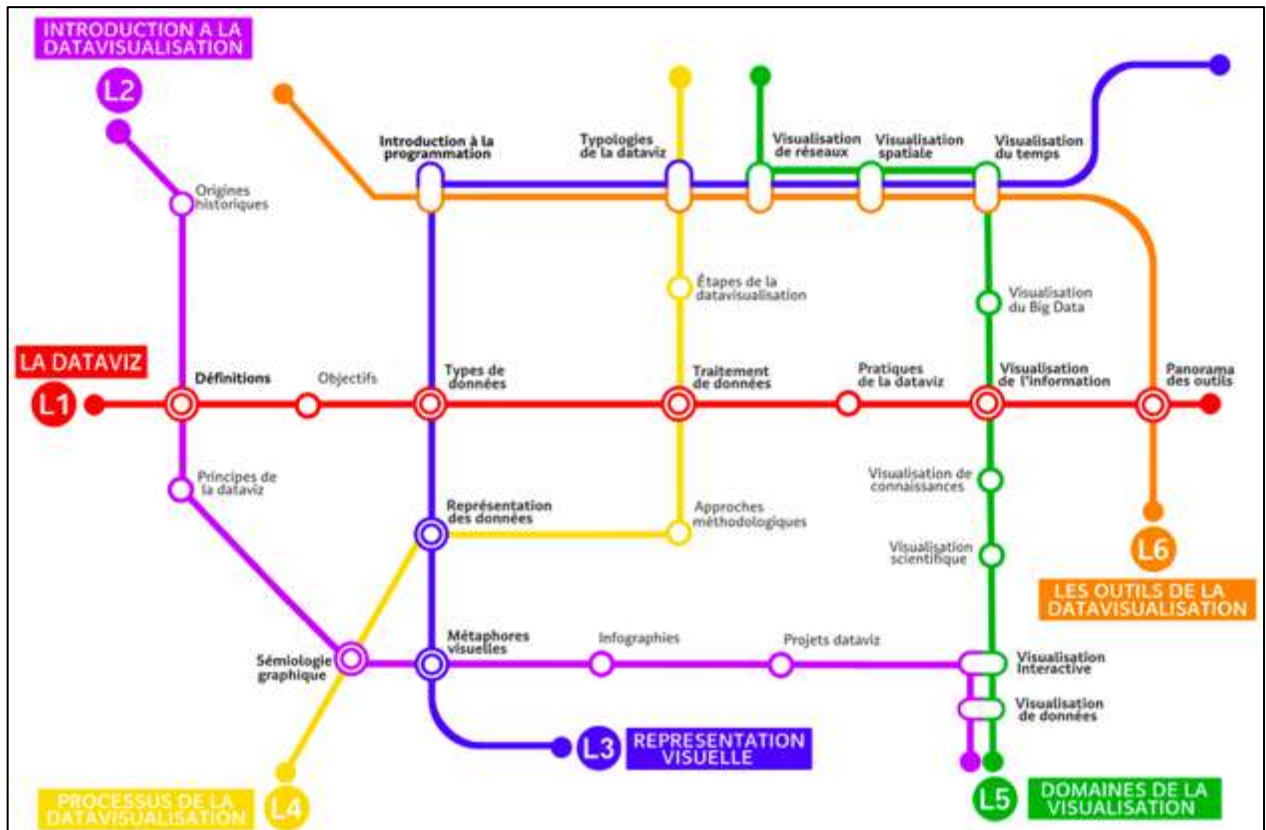 INTRODUCTION A LA
DATAVISUALISATION
L2
Origines
historiques
Introduction à la
programmation
Typologies
de la dataviz
Visualisation
de réseaux
Visualisation
spatiale
Visualisation
du temps
Étapes de la
datavisualisation
Visualisation
du Big Data
LA DATAVIZ
L1
Définitions
Objectifs
Types de
données
Traitement
de données
Pratiques
de la dataviz
Visualisation
de l'information
Panorama
des outils
Principes de
la dataviz
Représentation
des données
Approches
méthodologiques
Visualisation de
connaissances
Visualisation
scientifique
L6
LES OUTILS DE LA
DATAVISUALISATION
Sémiologie
graphique
Métaphores
visuelles
Infographies
Projets dataviz
Visualisation
Interactive
Visualisation
de données
L3
REPRESENTATION
VISUELLE
PROCESSUS DE LA
DATAVISUALISATION
L4
L5
DOMAINES DE LA
VISUALISATION